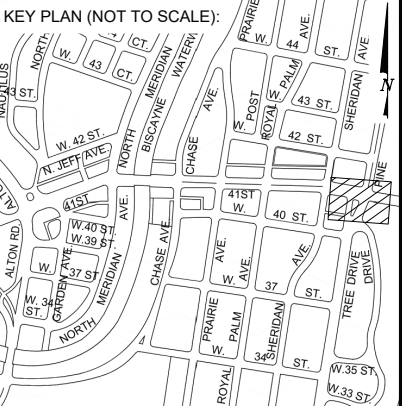 KEY PLAN (NOT TO SCALE):
PRAIRIE
AVE.
AVE.
44
ST.
W.
CT.
43
CT.
NORTH
MERIDIAN
WATERW
NAUTILUS
43 ST.
AVE.
W. POST
ROYAL
W. PALM
43 ST.
SHERIDAN
N
W. 42 ST.
42 ST.
N. JEFF AVE.
NORTH
BISCAYNE
CHASE
PINE
ALTON
41ST
41ST
W.
40 ST.
AVE.
W.40 ST.
W.39 ST.
ALTON RD.
W.
37 ST
GARDEN AVE.
MERIDIAN
CHASE AVE.
AVE.
W.
AVE.
AVE.
37
ST.
TREE DRIVE
DRIVE
W. 34
ST.
NORTH
PRAIRIE
PALM
SHERIDAN
W.
34
ST.
ROYAL
W.35 ST.
W.33 ST.